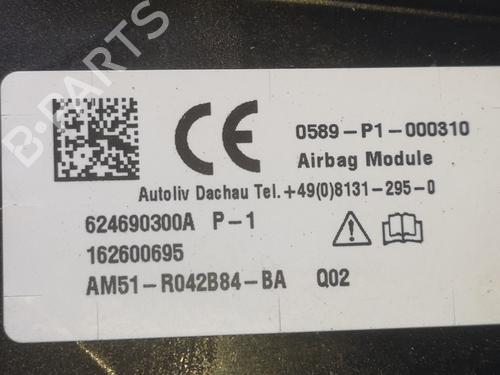 B-PARTS
CE
0589-P1-000310
Airbag Module
Autoliv Dachau Tel.+49(0)8131-295-0
624690300A P-1
162600695
AM51-R042B84-BA Q02